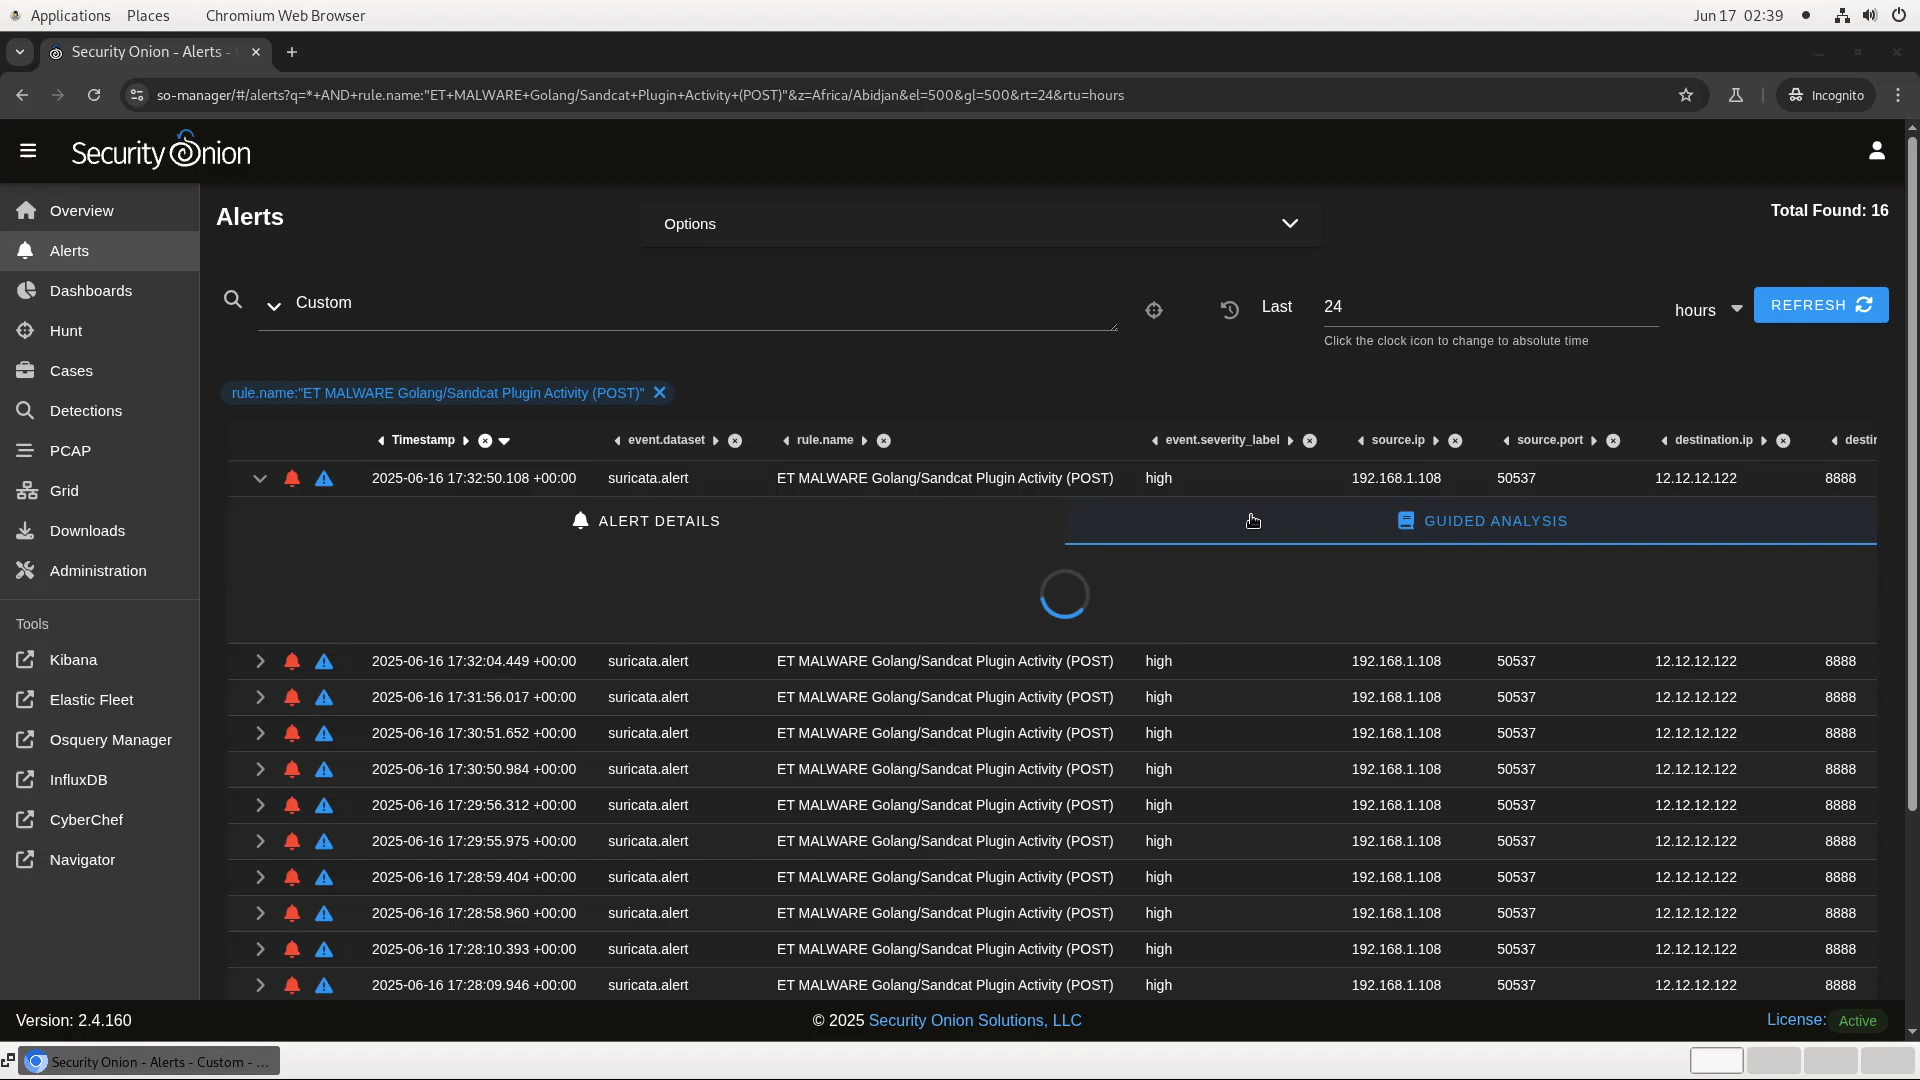 Applications Places Chromium Web Browser Jun 17 02:39
Security Onion - Alerts -
so-manager/#/alerts?q=*+AND+rule.name:"ET+MALWARE+Golang/Sandcat+Plugin+Activity+(POST)"&z=Africa/Abidjan&el=500&gl=500&rt=24&rtu=hours Incognito
Security Onion
Overview
Alerts
Dashboards
Hunt
Cases
Detections
PCAP
Grid
Downloads
Administration
Tools
Kibana
Elastic Fleet
Osquery Manager
InfluxDB
CyberChef
Navigator
Alerts Options Total Found: 16
Custom Last 24 hours REFRESH
Click the clock icon to change to absolute time
rule.name:"ET MALWARE Golang/Sandcat Plugin Activity (POST)"
Timestamp event.dataset rule.name event.severity_label source.ip source.port destination.ip destir
2025-06-16 17:32:50.108 +00:00 suricata.alert ET MALWARE Golang/Sandcat Plugin Activity (POST) high 192.168.1.108 50537 12.12.12.122 8888
ALERT DETAILS GUIDED ANALYSIS
2025-06-16 17:32:04.449 +00:00 suricata.alert ET MALWARE Golang/Sandcat Plugin Activity (POST) high 192.168.1.108 50537 12.12.12.122 8888
2025-06-16 17:31:56.017 +00:00 suricata.alert ET MALWARE Golang/Sandcat Plugin Activity (POST) high 192.168.1.108 50537 12.12.12.122 8888
2025-06-16 17:30:51.652 +00:00 suricata.alert ET MALWARE Golang/Sandcat Plugin Activity (POST) high 192.168.1.108 50537 12.12.12.122 8888
2025-06-16 17:30:50.984 +00:00 suricata.alert ET MALWARE Golang/Sandcat Plugin Activity (POST) high 192.168.1.108 50537 12.12.12.122 8888
2025-06-16 17:29:56.312 +00:00 suricata.alert ET MALWARE Golang/Sandcat Plugin Activity (POST) high 192.168.1.108 50537 12.12.12.122 8888
2025-06-16 17:29:55.975 +00:00 suricata.alert ET MALWARE Golang/Sandcat Plugin Activity (POST) high 192.168.1.108 50537 12.12.12.122 8888
2025-06-16 17:28:59.404 +00:00 suricata.alert ET MALWARE Golang/Sandcat Plugin Activity (POST) high 192.168.1.108 50537 12.12.12.122 8888
2025-06-16 17:28:58.960 +00:00 suricata.alert ET MALWARE Golang/Sandcat Plugin Activity (POST) high 192.168.1.108 50537 12.12.12.122 8888
2025-06-16 17:28:10.393 +00:00 suricata.alert ET MALWARE Golang/Sandcat Plugin Activity (POST) high 192.168.1.108 50537 12.12.12.122 8888
2025-06-16 17:28:09.946 +00:00 suricata.alert ET MALWARE Golang/Sandcat Plugin Activity (POST) high 192.168.1.108 50537 12.12.12.122 8888
Version: 2.4.160 © 2025 Security Onion Solutions, LLC License: Active
Security Onion - Alerts - Custom - ...